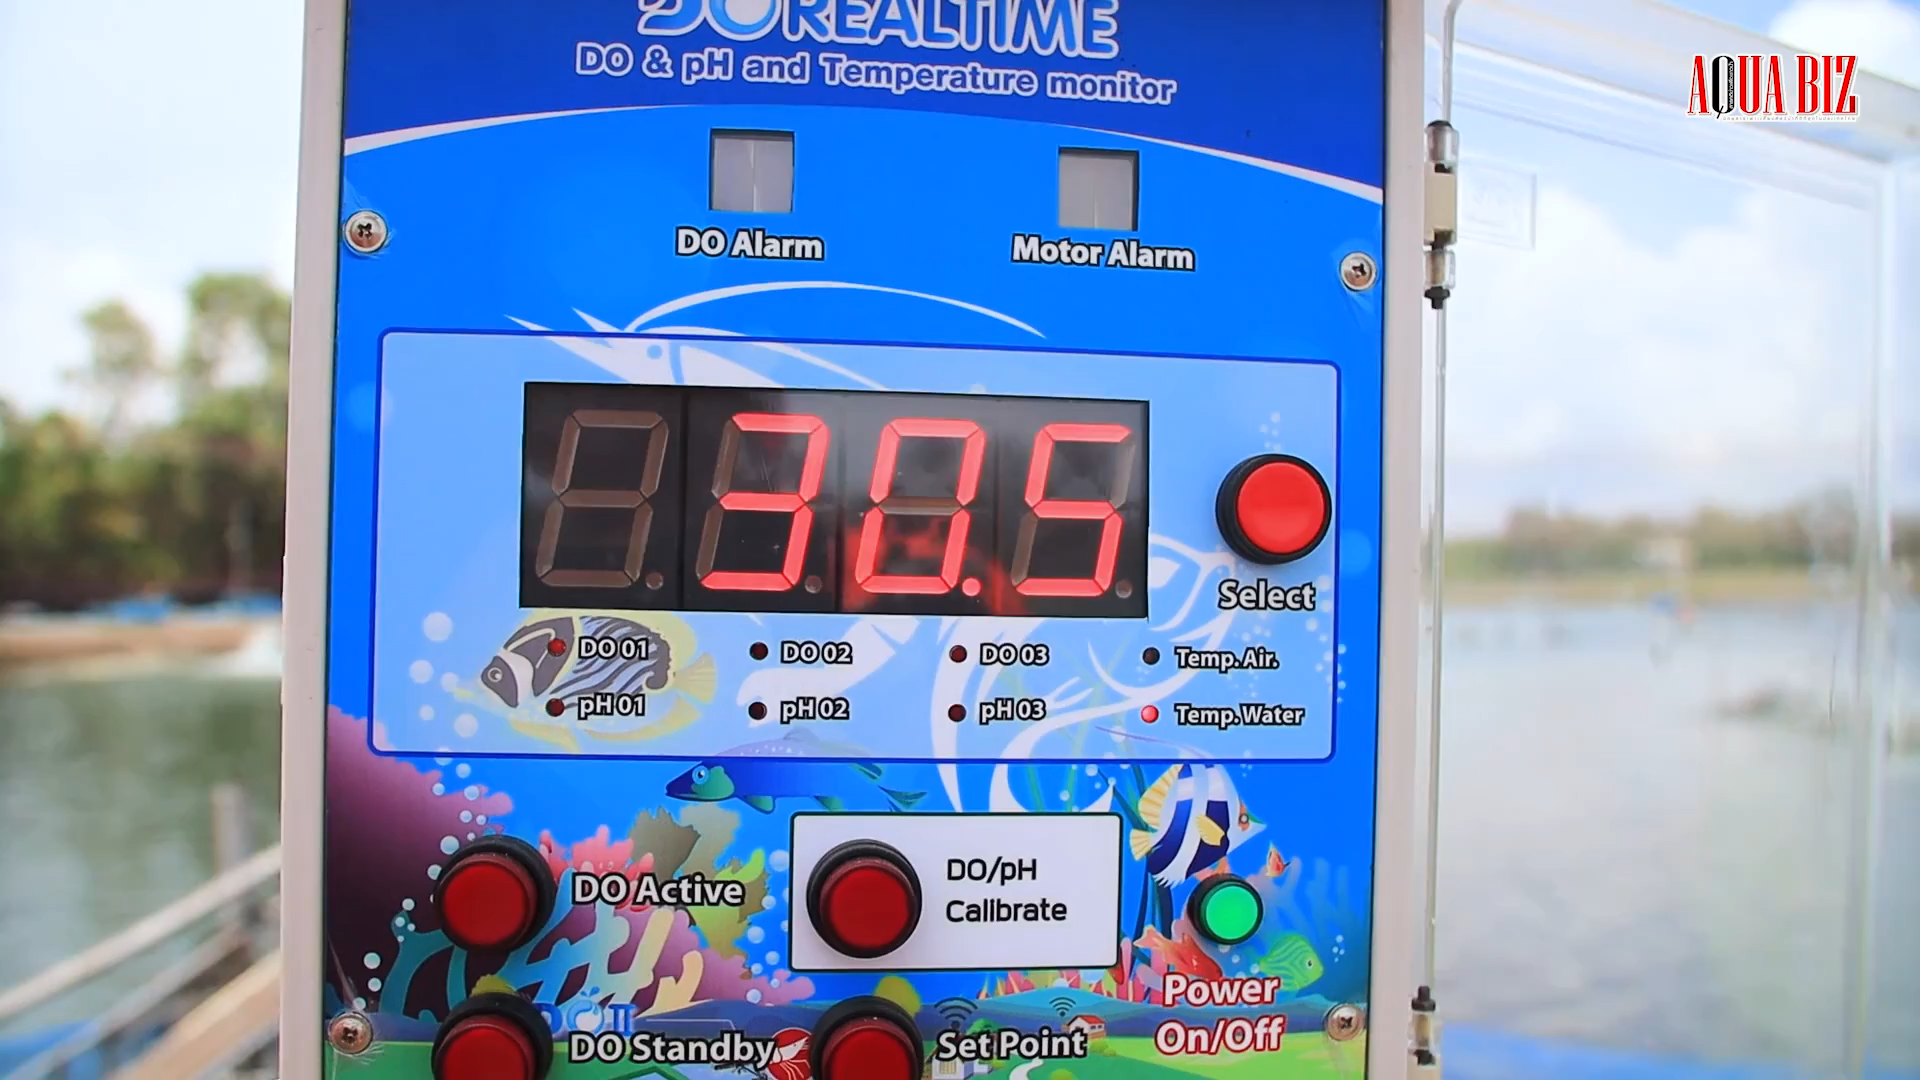 DO REALTIME
DO & pH and Temperature monitor
AQUA BIZ
DO Alarm
Motor Alarm
30.5
Select
DO 01
DO 02
DO 03
Temp. Air.
pH 01
pH 02
pH 03
Temp. Water
DO Active
DO/pH
Calibrate
Power
On/Off
DO Standby
Set Point